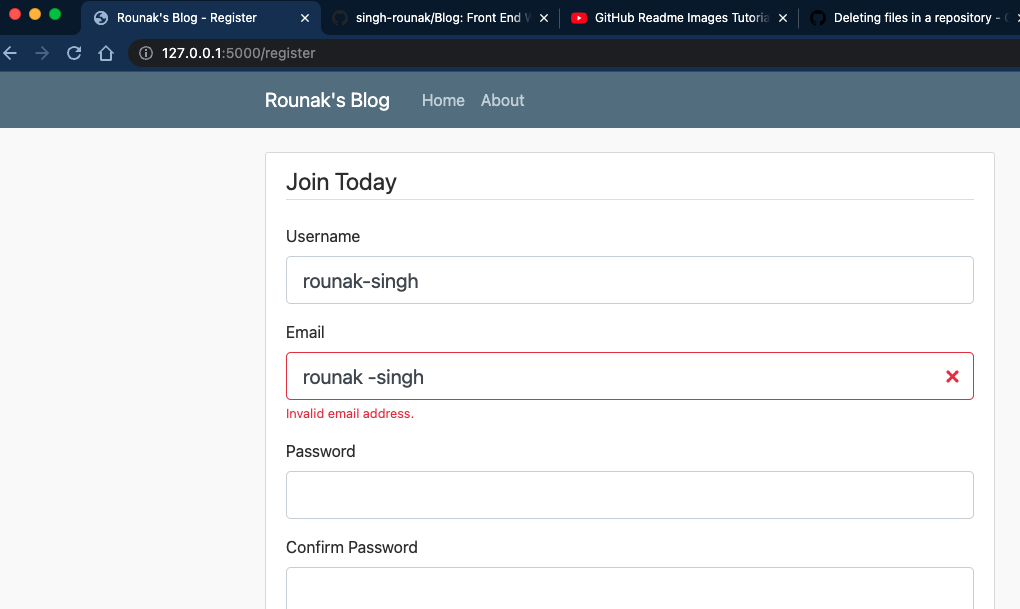 Rounak's Blog - Register
singh-rounak/Blog: Front End
GitHub Readme Images Tutoria
Deleting files in a repository -
127.0.0.1:5000/register
Rounak's Blog Home About
Join Today
Username
rounak-singh
Email
rounak -singh
Invalid email address.
Password
Confirm Password